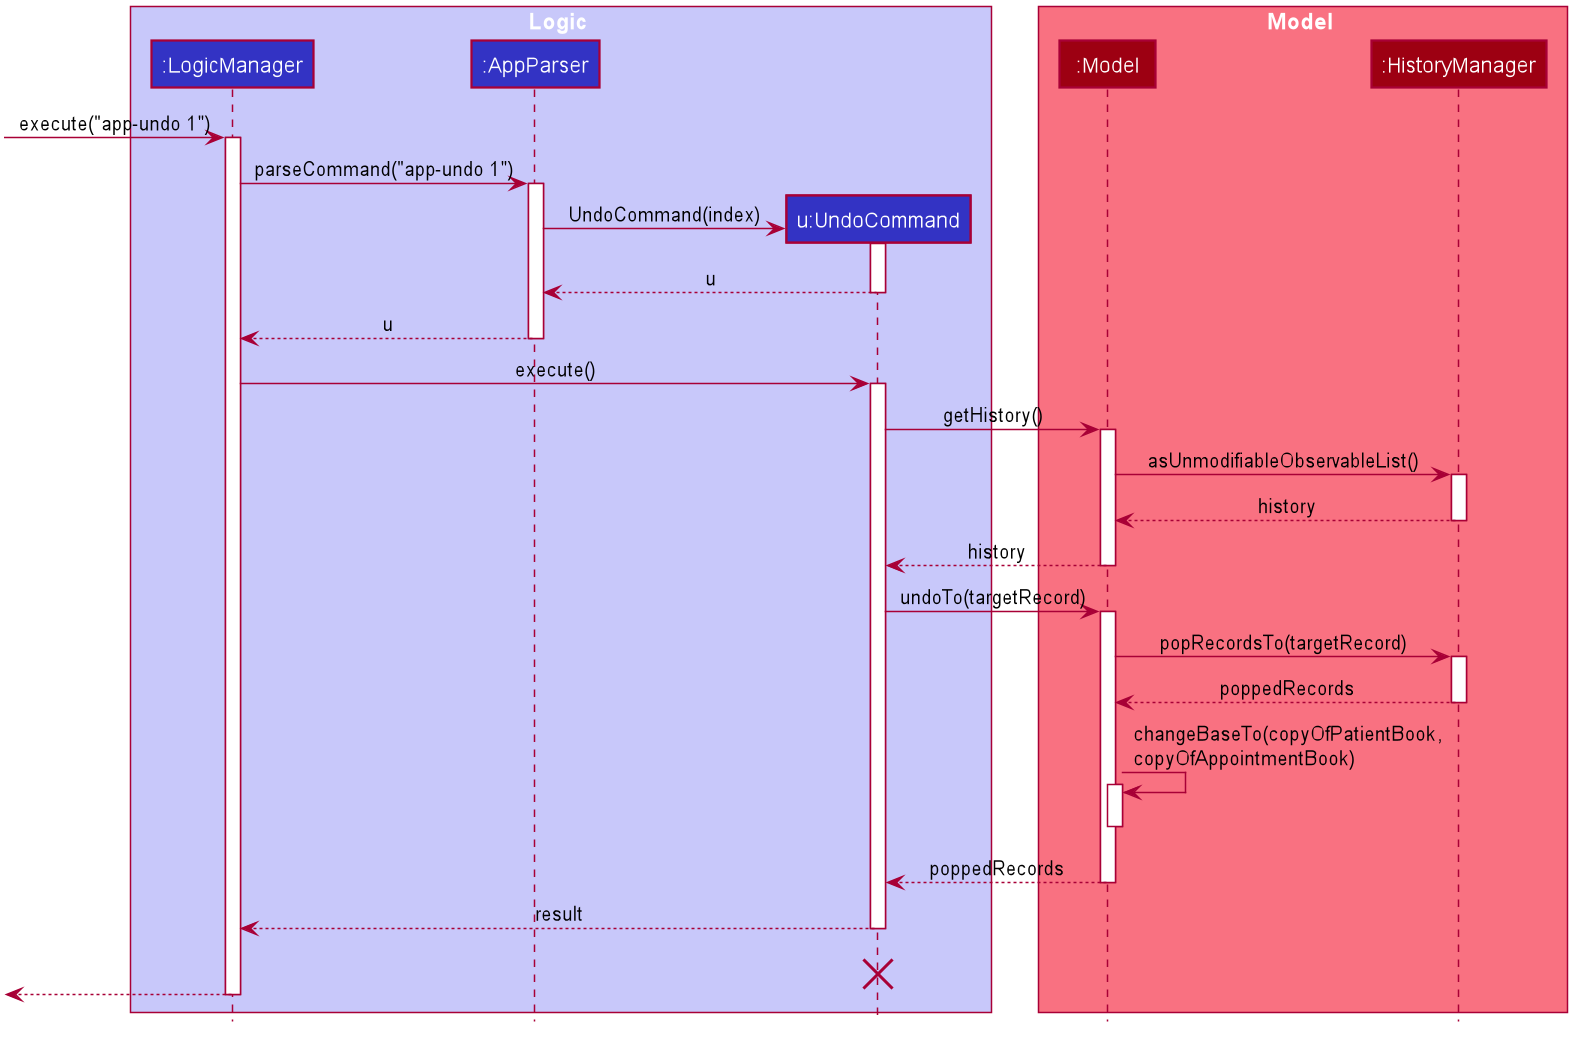 Logic
Model
:LogicManager
:AppParser
:Model
:HistoryManager
execute("app-undo 1")
parseCommand("app-undo 1")
UndoCommand(index)
u:UndoCommand
u
u
execute()
getHistory()
asUnmodifiableObservableList()
history
history
undoTo(targetRecord)
popRecordsTo(targetRecord)
poppedRecords
changeBaseTo(copyOfPatientBook,
copyOfAppointmentBook)
poppedRecords
result